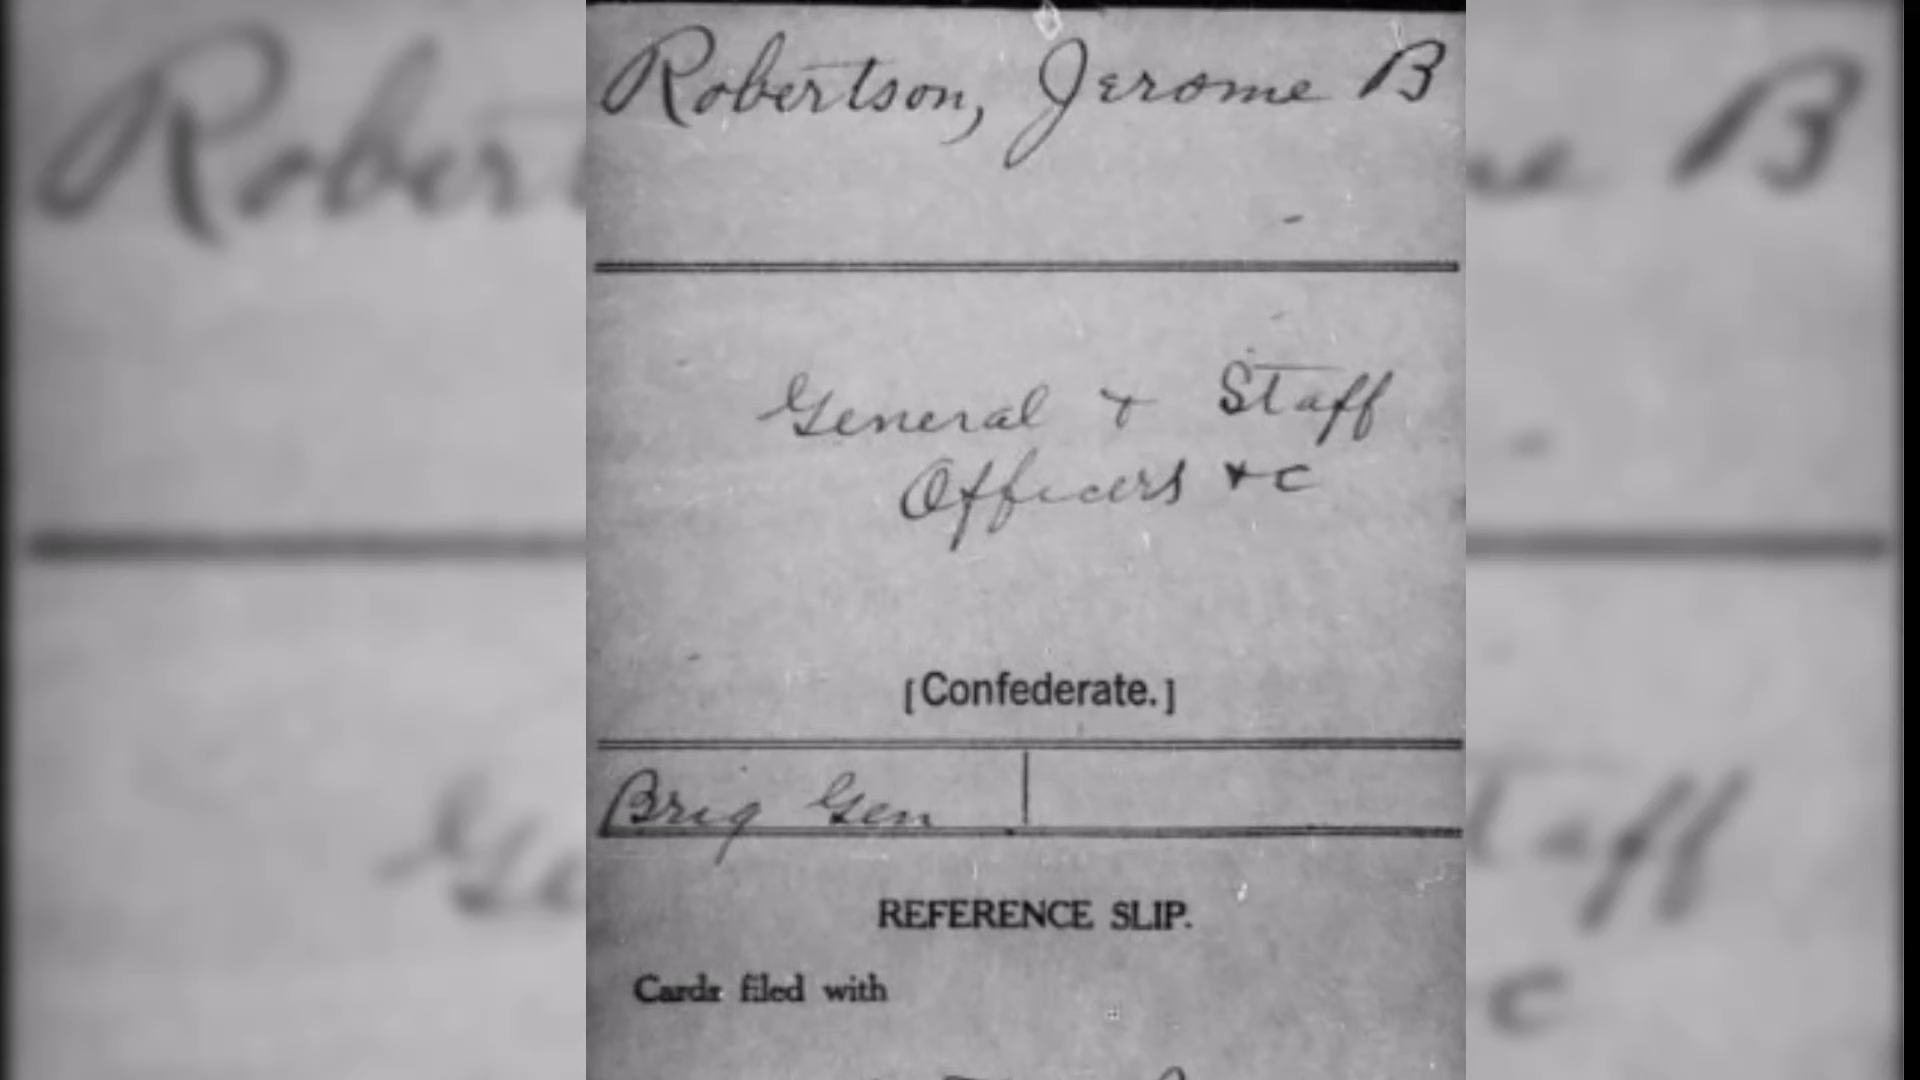 Robertson, Jerome B
General & Staff
Officers &c
[Confederate.]
Brig Gen
REFERENCE SLIP.
Cards filed with